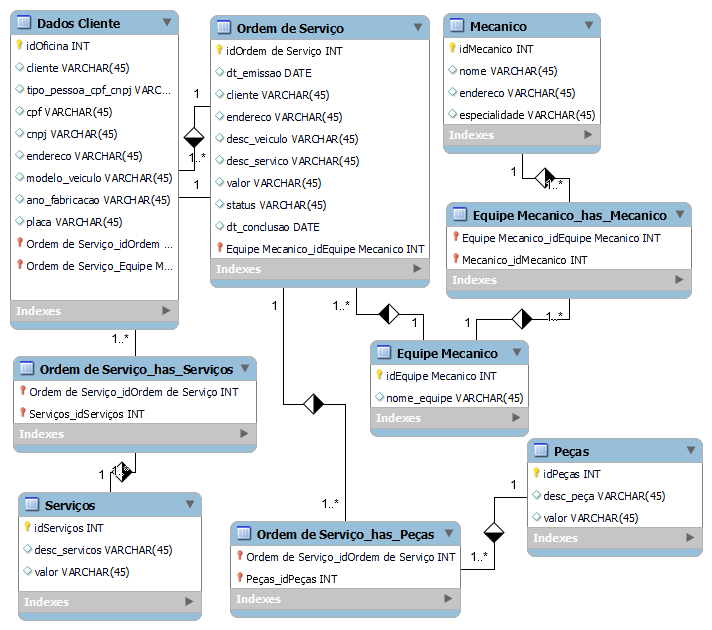 Dados Cliente
idOficina INT
cliente VARCHAR(45)
tipo_pessoa_cpf_cnpj VARC...
cpf VARCHAR(45)
cnpj VARCHAR(45)
endereco VARCHAR(45)
modelo_veiculo VARCHAR(45)
ano_fabricacao VARCHAR(45)
placa VARCHAR(45)
Ordem de Serviço_idOrdem ...
Ordem de Serviço_Equipe M...
Indexes
1
1..*
1
Ordem de Serviço
idOrdem de Serviço INT
dt_emissao DATE
cliente VARCHAR(45)
endereco VARCHAR(45)
desc_veiculo VARCHAR(45)
desc_servico VARCHAR(45)
valor VARCHAR(45)
status VARCHAR(45)
dt_conclusao DATE
Equipe Mecanico_idEquipe Mecanico INT
Indexes
Mecanico
idMecanico INT
nome VARCHAR(45)
endereco VARCHAR(45)
especialidade VARCHAR(45)
Indexes
1
1..*
Equipe Mecanico_has_Mecanico
Equipe Mecanico_idEquipe Mecanico INT
Mecanico_idMecanico INT
Indexes
1
1..*
1..*
1
Equipe Mecanico
idEquipe Mecanico INT
nome_equipe VARCHAR(45)
Indexes
1..*
Ordem de Serviço_has_Serviços
Ordem de Serviço_idOrdem de Serviço INT
Serviços_idServiços INT
Indexes
1
1..*
Serviços
idServiços INT
desc_servicos VARCHAR(45)
valor VARCHAR(45)
Indexes
1
1..*
Ordem de Serviço_has_Peças
Ordem de Serviço_idOrdem de Serviço INT
Peças_idPeças INT
Indexes
1
1..*
Peças
idPeças INT
desc_peça VARCHAR(45)
valor VARCHAR(45)
Indexes